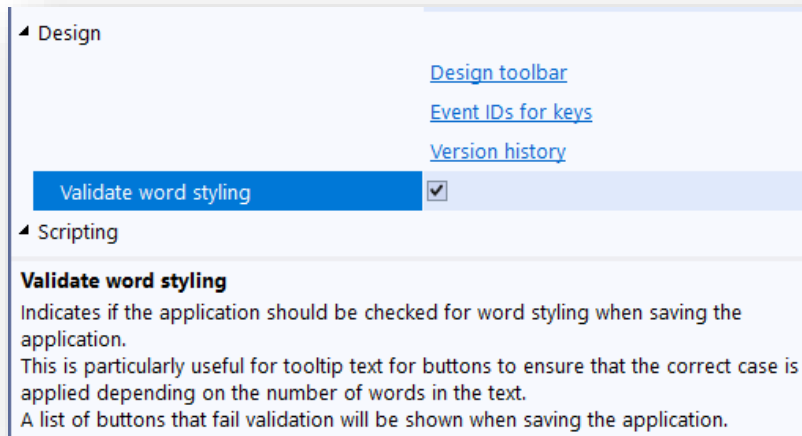 Design
Design toolbar
Event IDs for keys
Version history
Validate word styling
Scripting
Validate word styling
Indicates if the application should be checked for word styling when saving the
application.
This is particularly useful for tooltip text for buttons to ensure that the correct case is
applied depending on the number of words in the text.
A list of buttons that fail validation will be shown when saving the application.